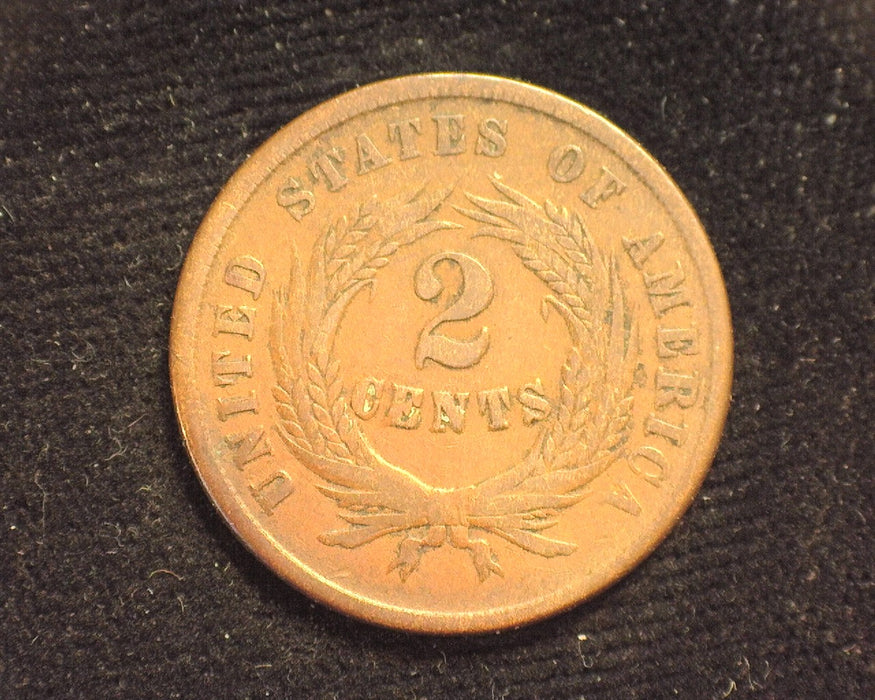 UNITED STATES OF AMERICA
2
CENTS